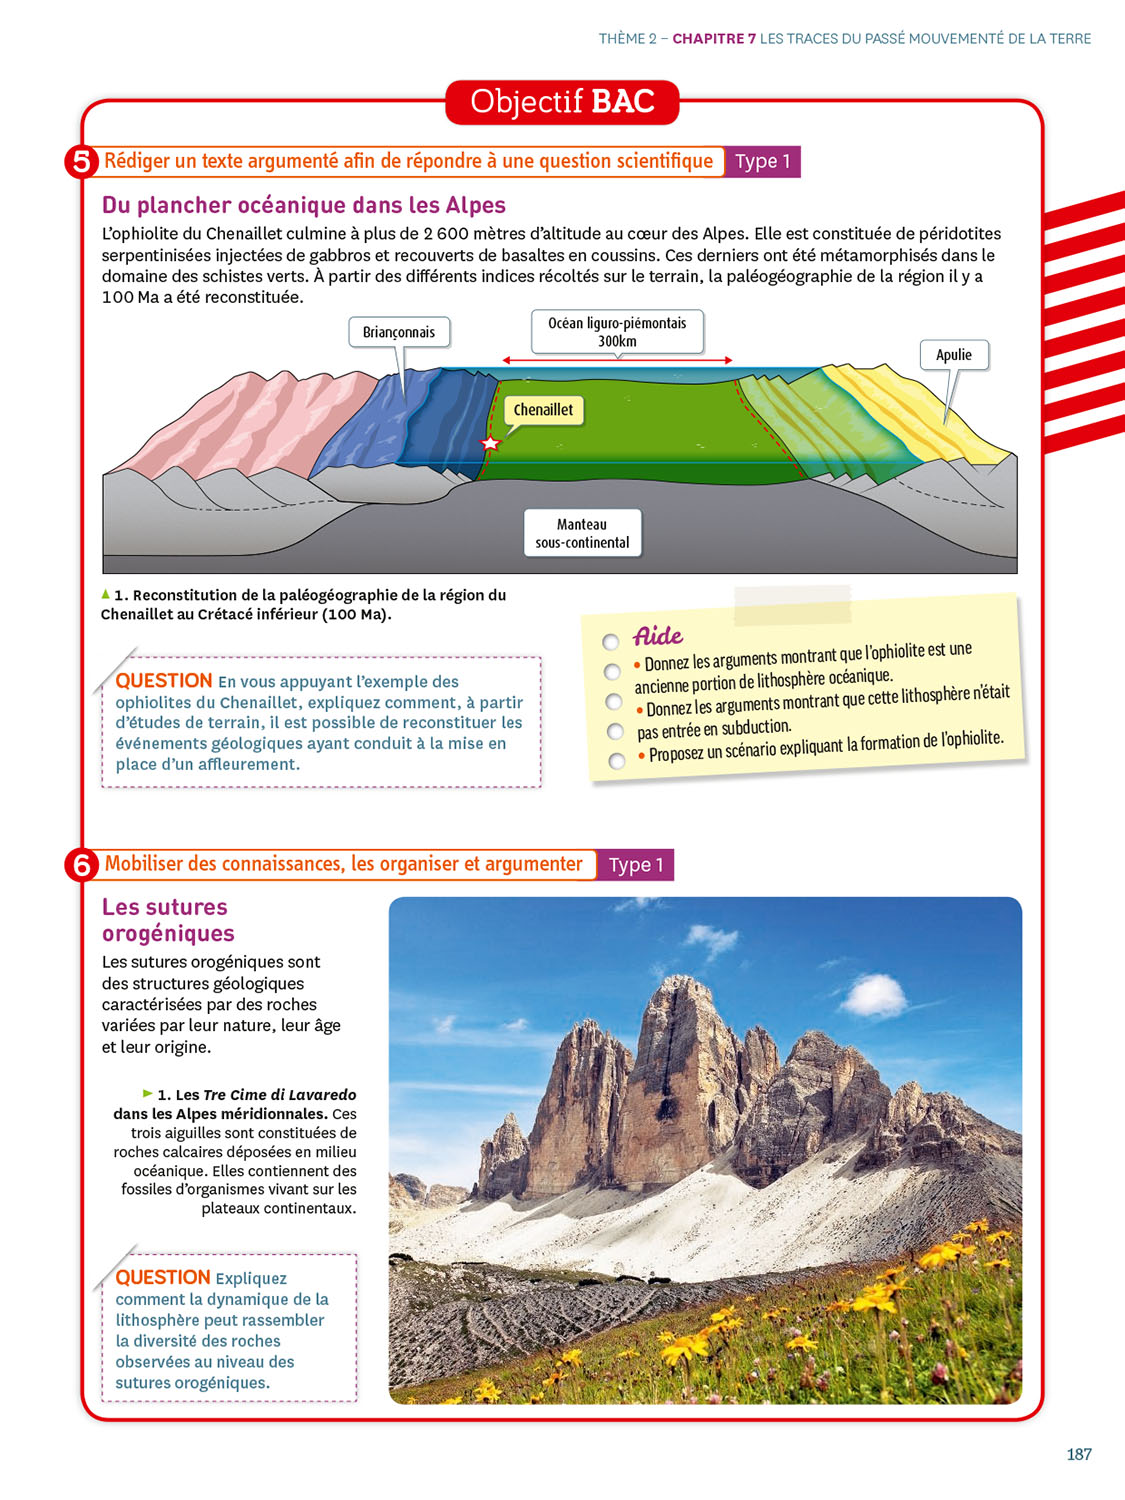 THÈME 2 – CHAPITRE 7 LES TRACES DU PASSÉ MOUVEMENTÉ DE LA TERRE
Objectif BAC
5 Rédiger un texte argumenté afin de répondre à une question scientifique Type 1
Du plancher océanique dans les Alpes
L'ophiolite du Chenaillet culmine à plus de 2 600 mètres d'altitude au cœur des Alpes. Elle est constituée de péridotites
serpentinisées injectées de gabbros et recouverts de basaltes en coussins. Ces derniers ont été métamorphisés dans le
domaine des schistes verts. À partir des différents indices récoltés sur le terrain, la paléogéographie de la région il y a
100 Ma a été reconstituée.
Briançonnais
Océan liguro-piémontais
300km
Apulie
Chenaillet
Manteau
sous-continental
1. Reconstitution de la paléogéographie de la région du
Chenaillet au Crétacé inférieur (100 Ma).
QUESTION En vous appuyant l'exemple des
ophiolites du Chenaillet, expliquez comment, à partir
d'études de terrain, il est possible de reconstituer les
événements géologiques ayant conduit à la mise en
place d'un affleurement.
Aide
• Donnez les arguments montrant que l'ophiolite est une
ancienne portion de lithosphère océanique.
• Donnez les arguments montrant que cette lithosphère n'était
pas entrée en subduction.
• Proposez un scénario expliquant la formation de l'ophiolite.
6 Mobiliser des connaissances, les organiser et argumenter Type 1
Les sutures
orogéniques
Les sutures orogéniques sont
des structures géologiques
caractérisées par des roches
variées par leur nature, leur âge
et leur origine.
1. Les Tre Cime di Lavaredo
dans les Alpes méridionnales. Ces
trois aiguilles sont constituées de
roches calcaires déposées en milieu
océanique. Elles contiennent des
fossiles d'organismes vivant sur les
plateaux continentaux.
QUESTION Expliquez
comment la dynamique de la
lithosphère peut rassembler
la diversité des roches
observées au niveau des
sutures orogéniques.
187